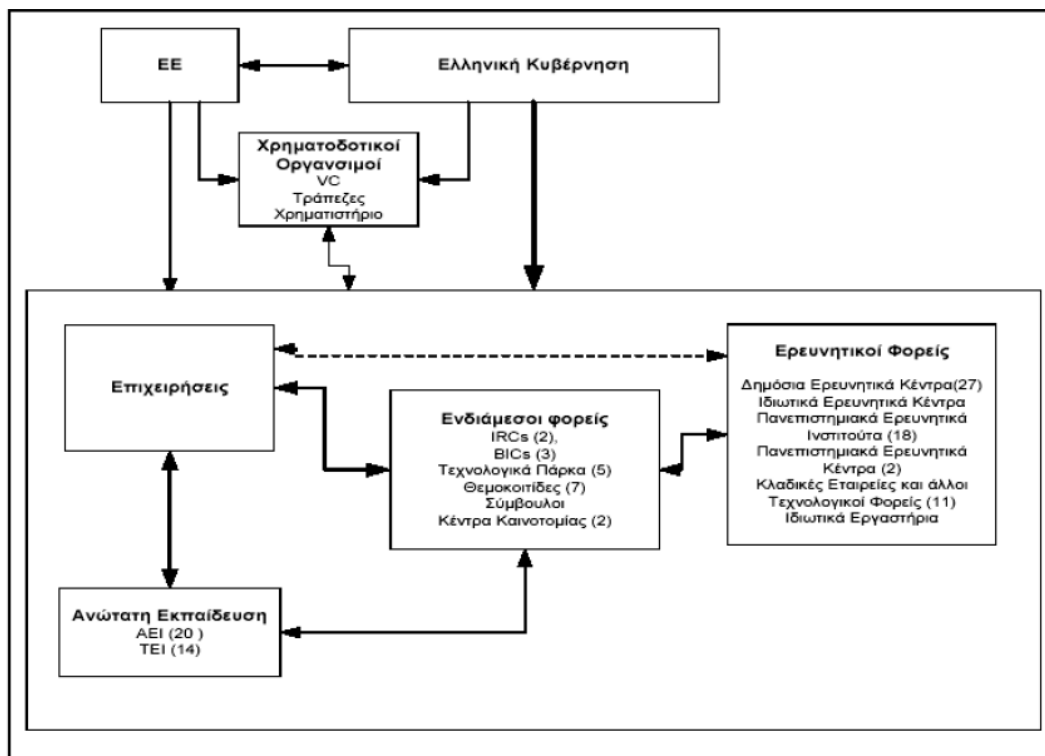 ΕΕ
Ελληνική Κυβέρνηση
Χρηματοδοτικοί
Οργανσιμοί
VC
Τράπεζες
Χρηματιστήριο
Επιχειρήσεις
Ενδιάμεσοι φορείς
IRCs (2),
BICs (3)
Τεχνολογικά Πάρκα (5)
Θεμοκοιτίδες (7)
Σύμβουλοι
Κέντρα Καινοτομίας (2)
Ερευνητικοί Φορείς
Δημόσια Ερευνητικά Κέντρα(27)
Ιδιωτικά Ερευνητικά Κέντρα
Πανεπιστημιακά Ερευνητικά
Ινστιτούτα (18)
Πανεπιστημιακά Ερευνητικά
Κέντρα (2)
Κλαδικές Εταιρείες και άλλοι
Τεχνολογικοί Φορείς (11)
Ιδιωτικά Εργαστήρια
Ανώτατη Εκπαίδευση
ΑΕΙ (20 )
ΤΕΙ (14)